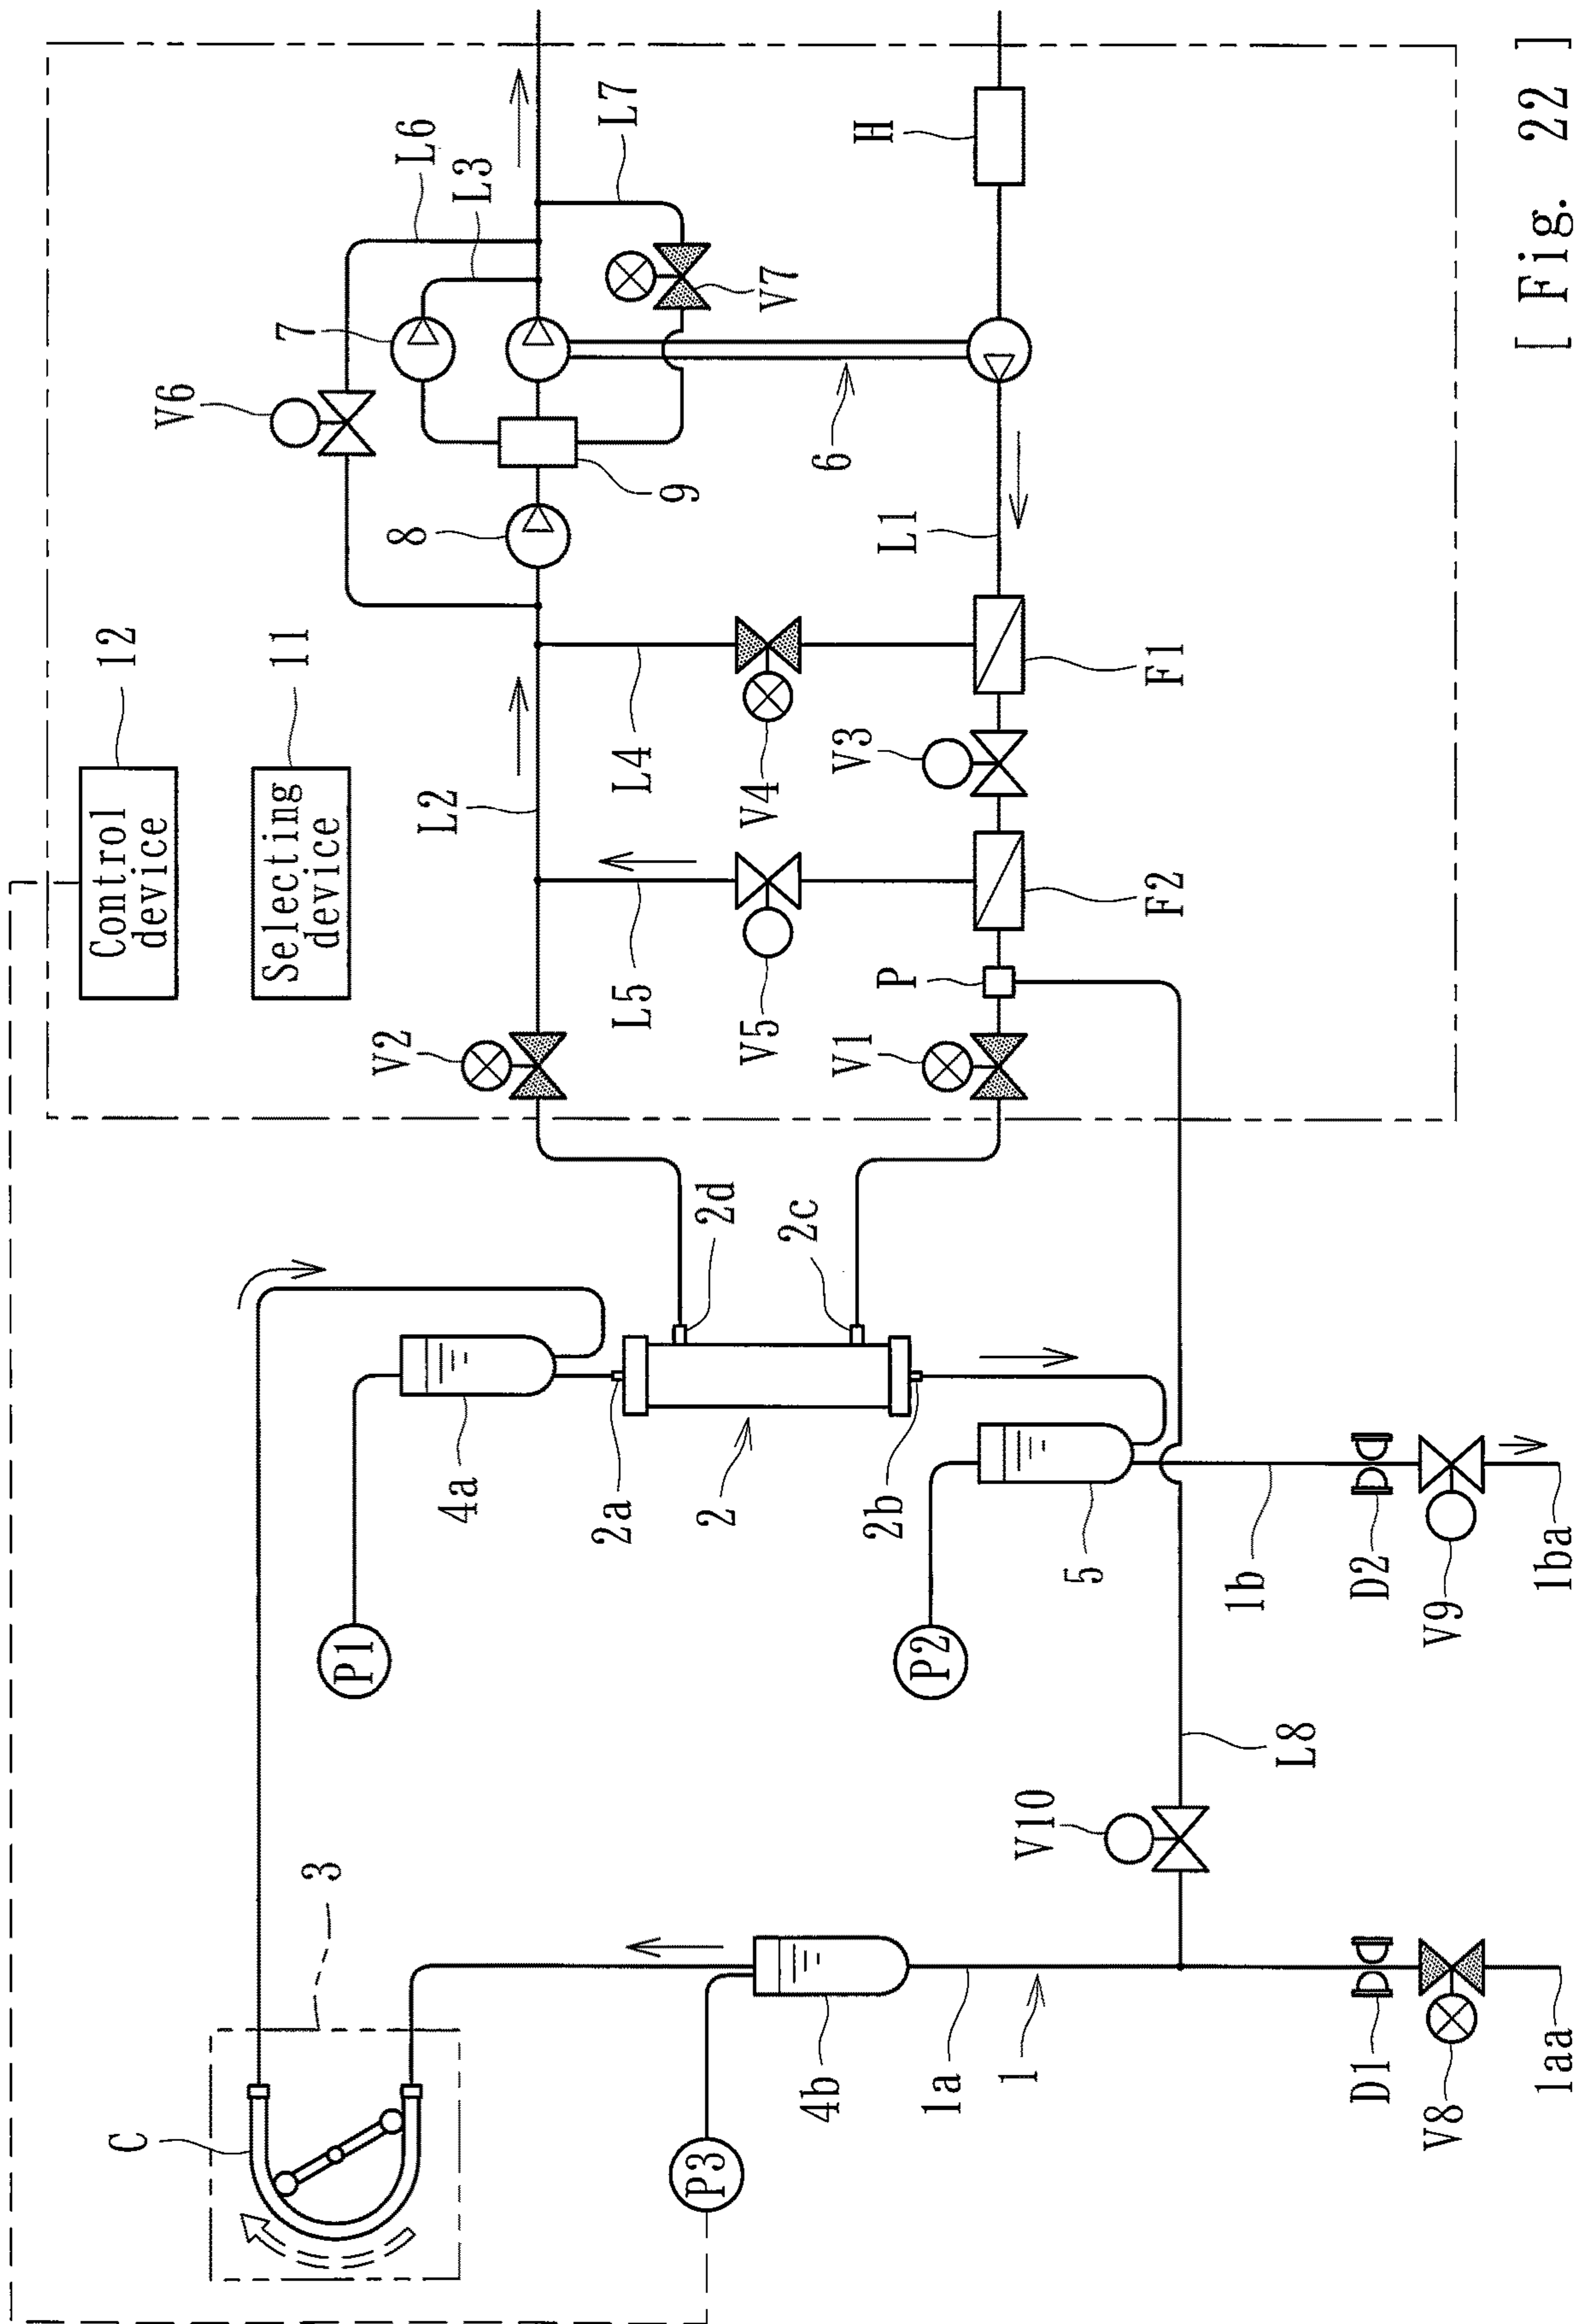 C
Control
device
12
V6
Selecting
device
11
7
3
P1
V2
8
L6
L2
4a
L3
2a
L7
L5
L4
9
P3
2
2d
V5
V4
V7
2c
4b
6
V1
V3
H
2b
P
L1
P2
1a
1
V10
5
F2
F1
1b
L8
D1
D2
V8
V9
1aa
1ba
[ Fig. 22 ]